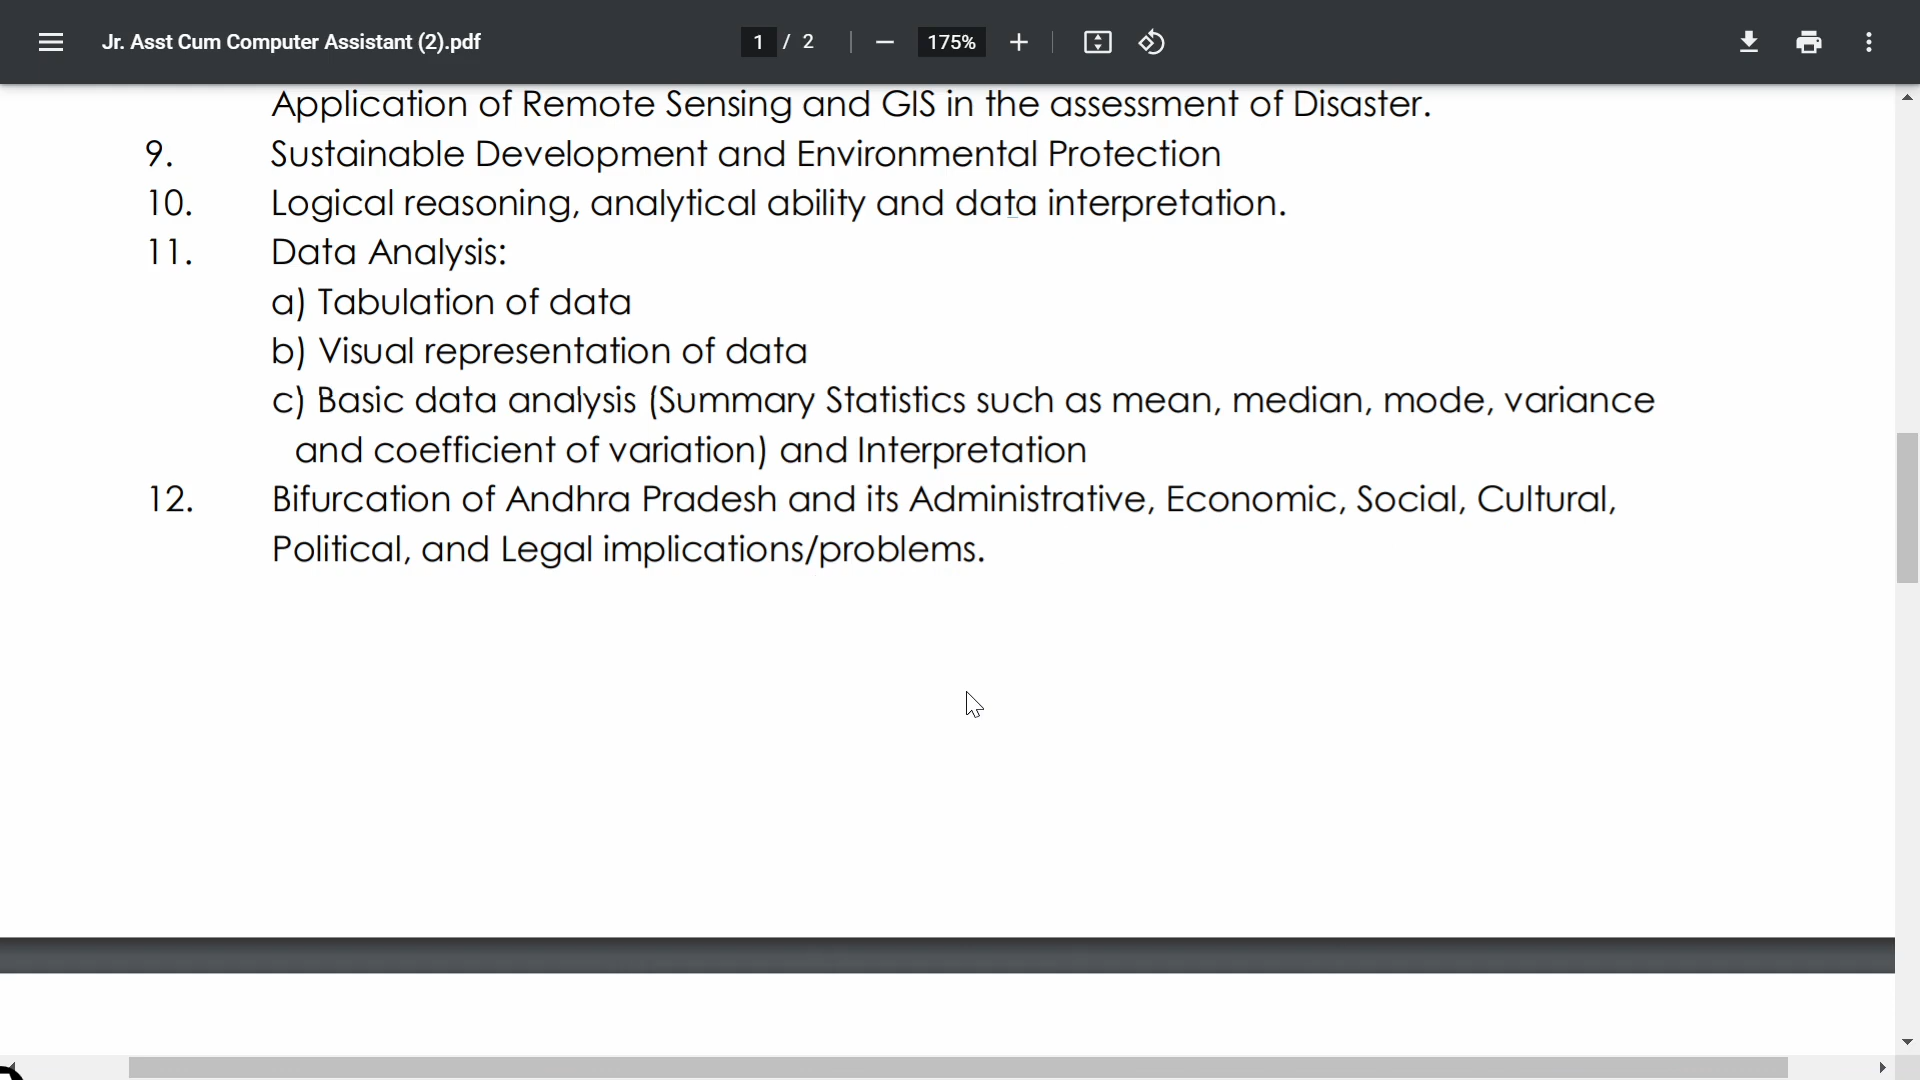 Jr. Asst Cum Computer Assistant (2).pdf
1 / 2
175%
Application of Remote Sensing and GIS in the assessment of Disaster.
9. Sustainable Development and Environmental Protection
10. Logical reasoning, analytical ability and data interpretation.
11. Data Analysis:
a) Tabulation of data
b) Visual representation of data
c) Basic data analysis (Summary Statistics such as mean, median, mode, variance
and coefficient of variation) and Interpretation
12. Bifurcation of Andhra Pradesh and its Administrative, Economic, Social, Cultural,
Political, and Legal implications/problems.